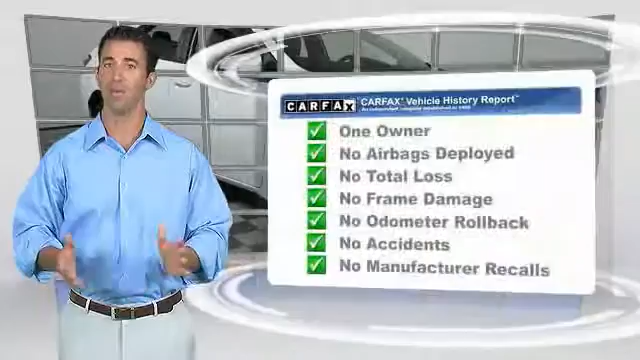 CARFAX CARFAX® Vehicle History Report™
One Owner
No Airbags Deployed
No Total Loss
No Frame Damage
No Odometer Rollback
No Accidents
No Manufacturer Recalls